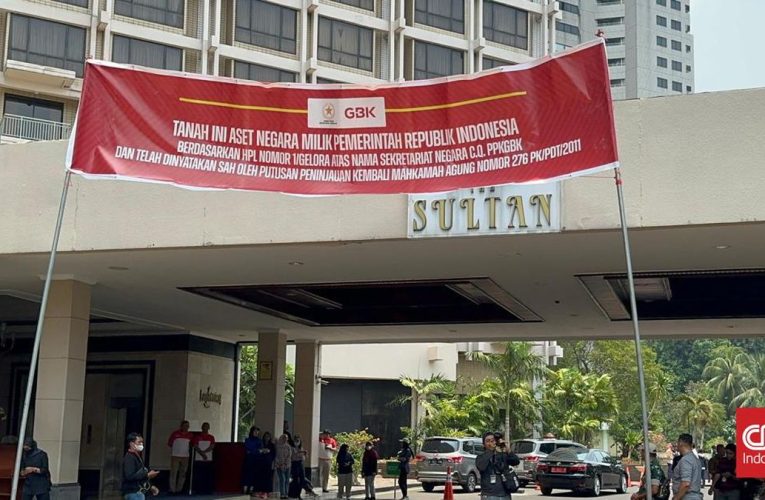 GBK
TANAH INI ASET NEGARA MILIK PEMERINTAH REPUBLIK INDONESIA
BERDASARKAN HPL NOMOR 1/GELORA ATAS NAMA SEKRETARIAT NEGARA C.Q. PPKGBK
DAN TELAH DINYATAKAN SAH OLEH PUTUSAN PENINJAUAN KEMBALI MAHKAMAH AGUNG NOMOR 276 PK/PDT/2011
SULTAN
Indo